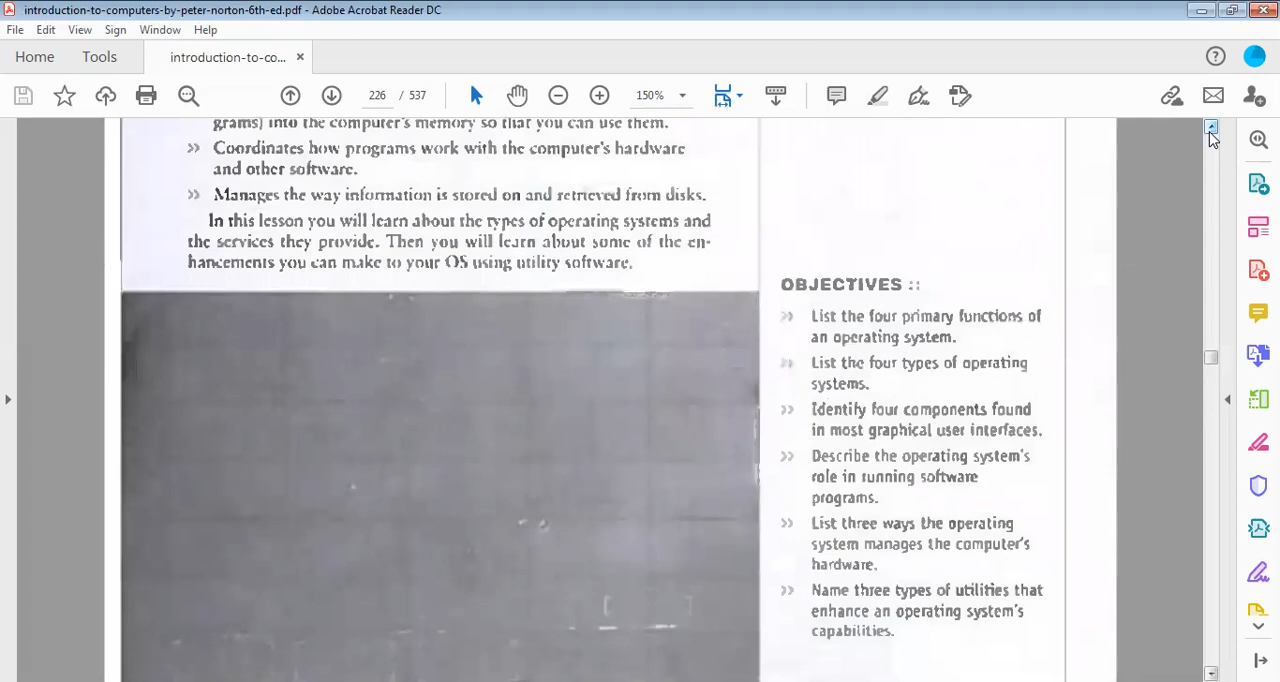 introduction-to-computers-by-peter-norton-6th-ed.pdf - Adobe Acrobat Reader DC
File Edit View Sign Window Help
Home Tools introduction-to-co... ×
226 / 537 150%
grams) into the computer's memory so that you can use them.
>> Coordinates how programs work with the computer's hardware
and other software.
>> Manages the way information is stored on and retrieved from disks.
In this lesson you will learn about the types of operating systems and
the services they provide. Then you will learn about some of the en-
hancements you can make to your OS using utility software.
OBJECTIVES ::
>> List the four primary functions of
an operating system.
>> List the four types of operating
systems.
>> Identify four components found
in most graphical user interfaces.
>> Describe the operating system's
role in running software
programs.
>> List three ways the operating
system manages the computer's
hardware.
>> Name three types of utilities that
enhance an operating system's
capabilities.